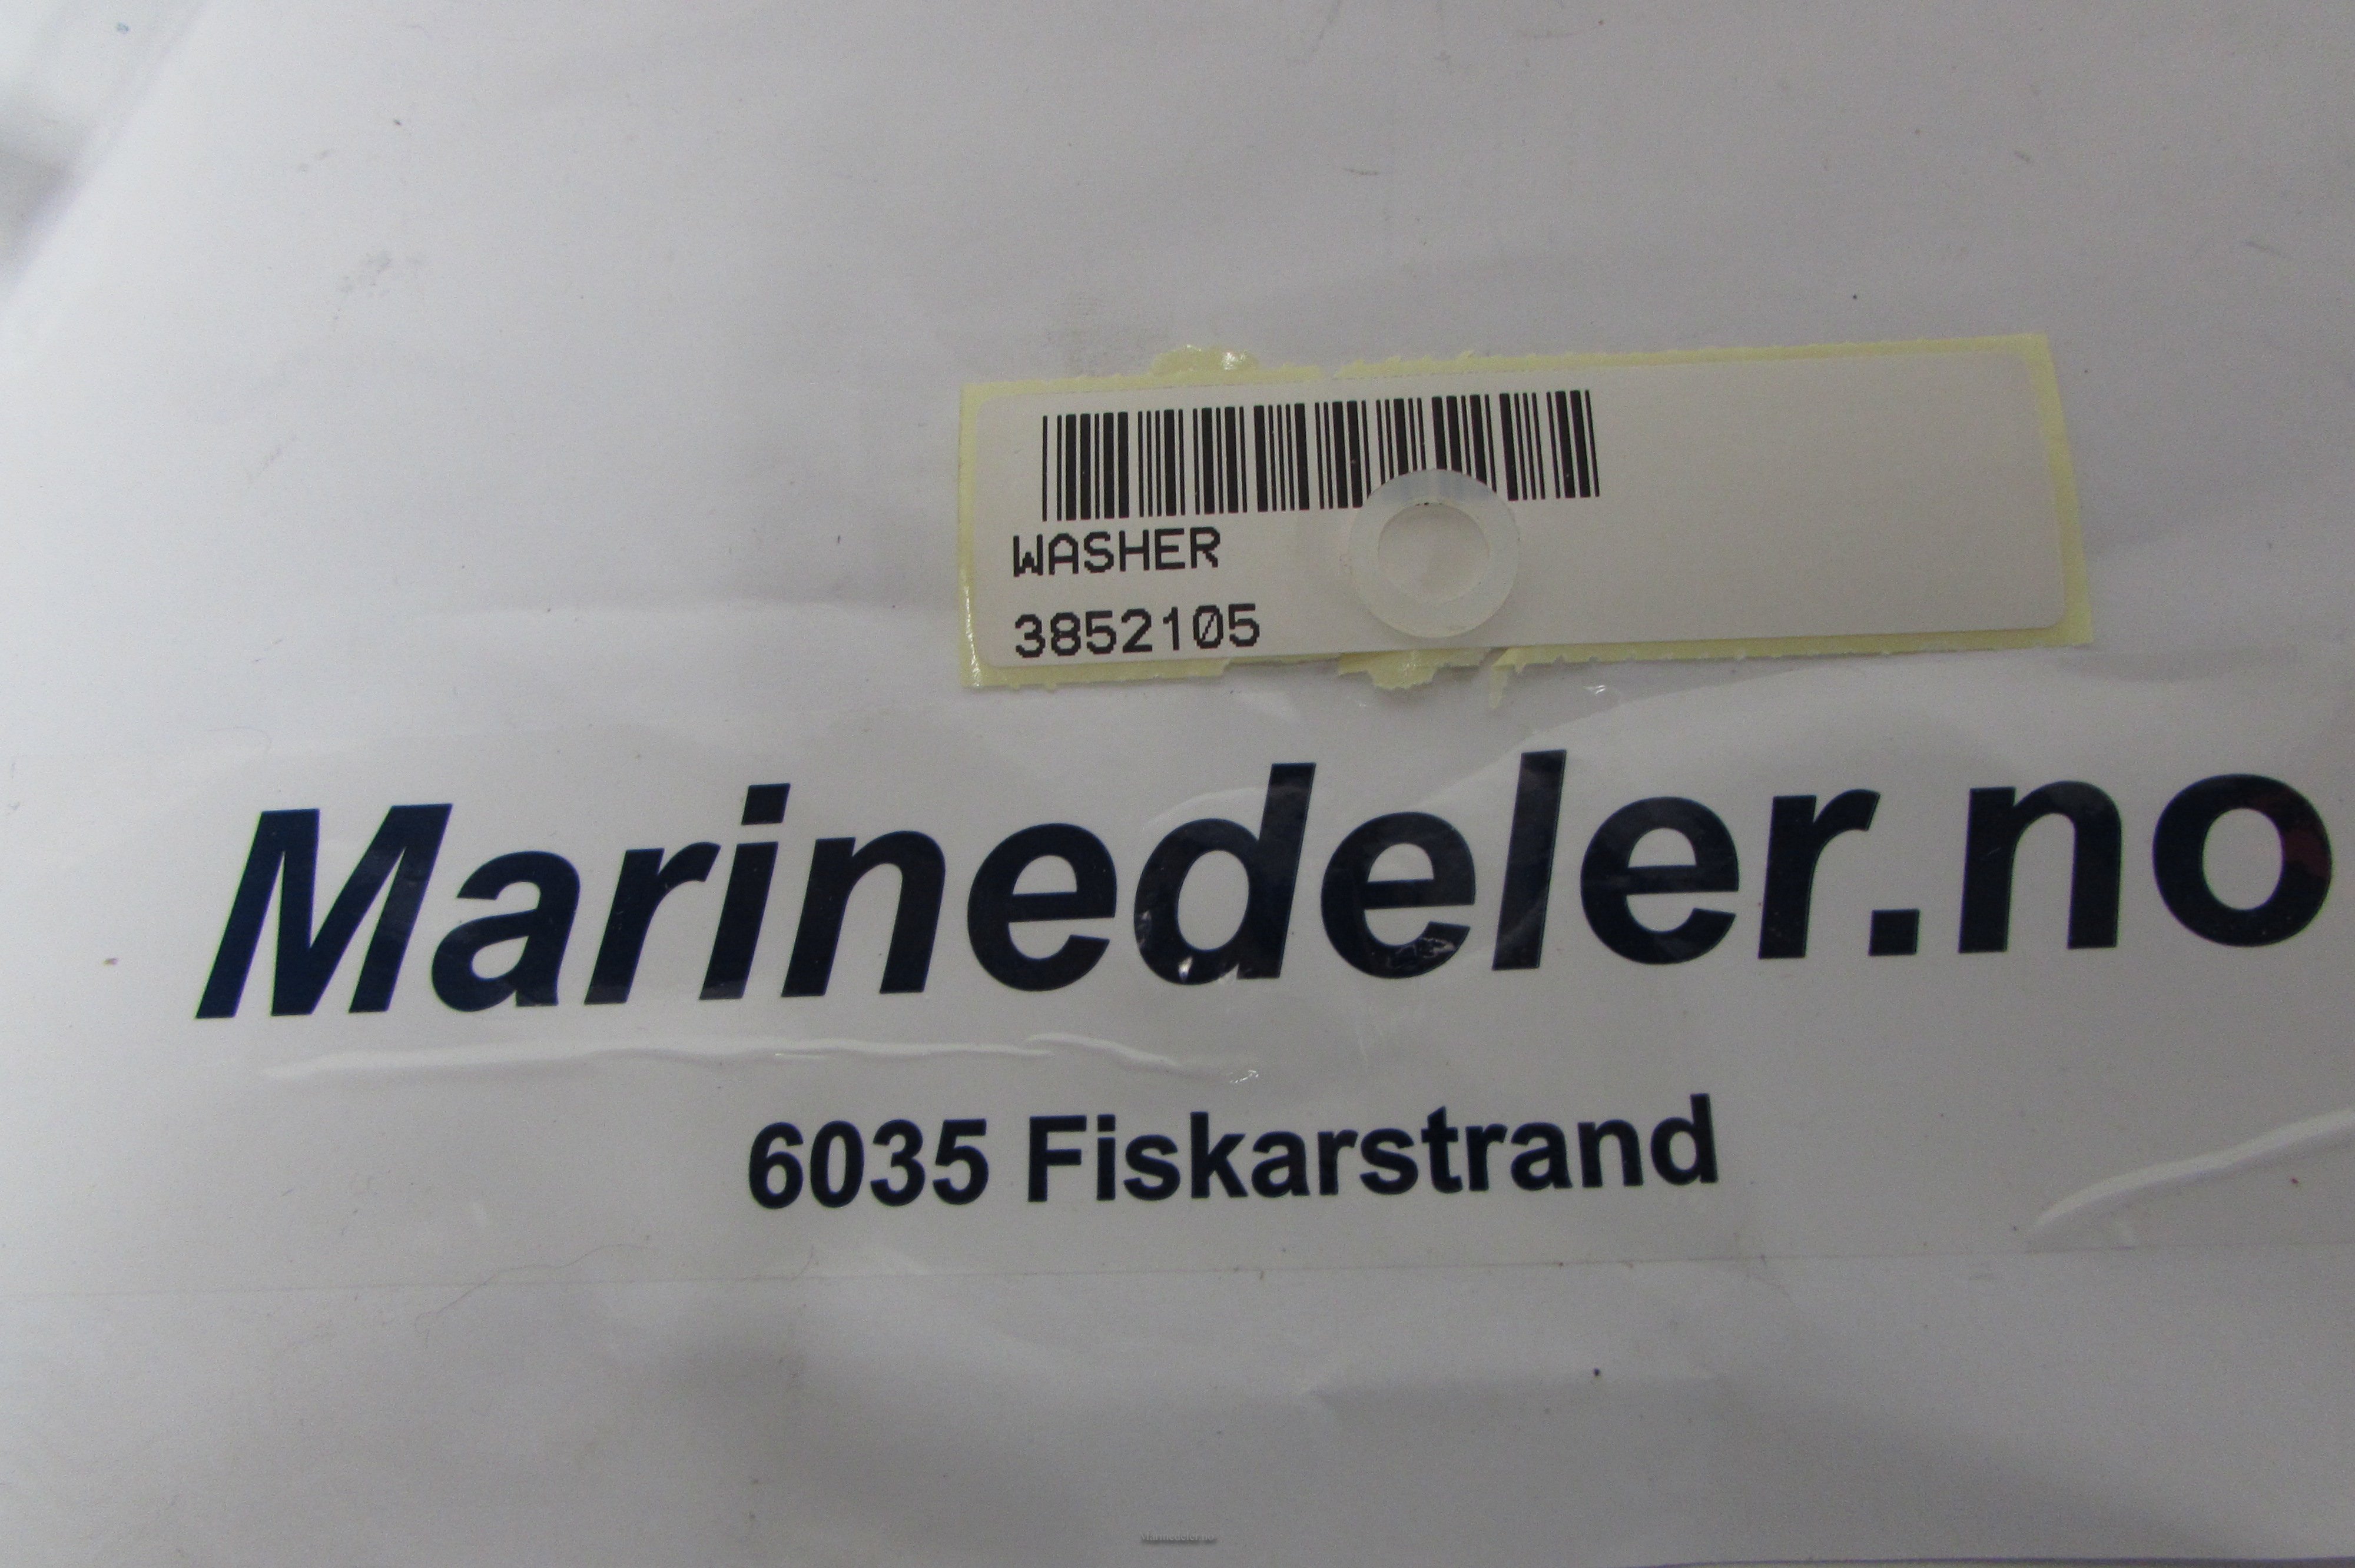 WASHER
3852105
Marinedeler.no
6035 Fiskarstrand